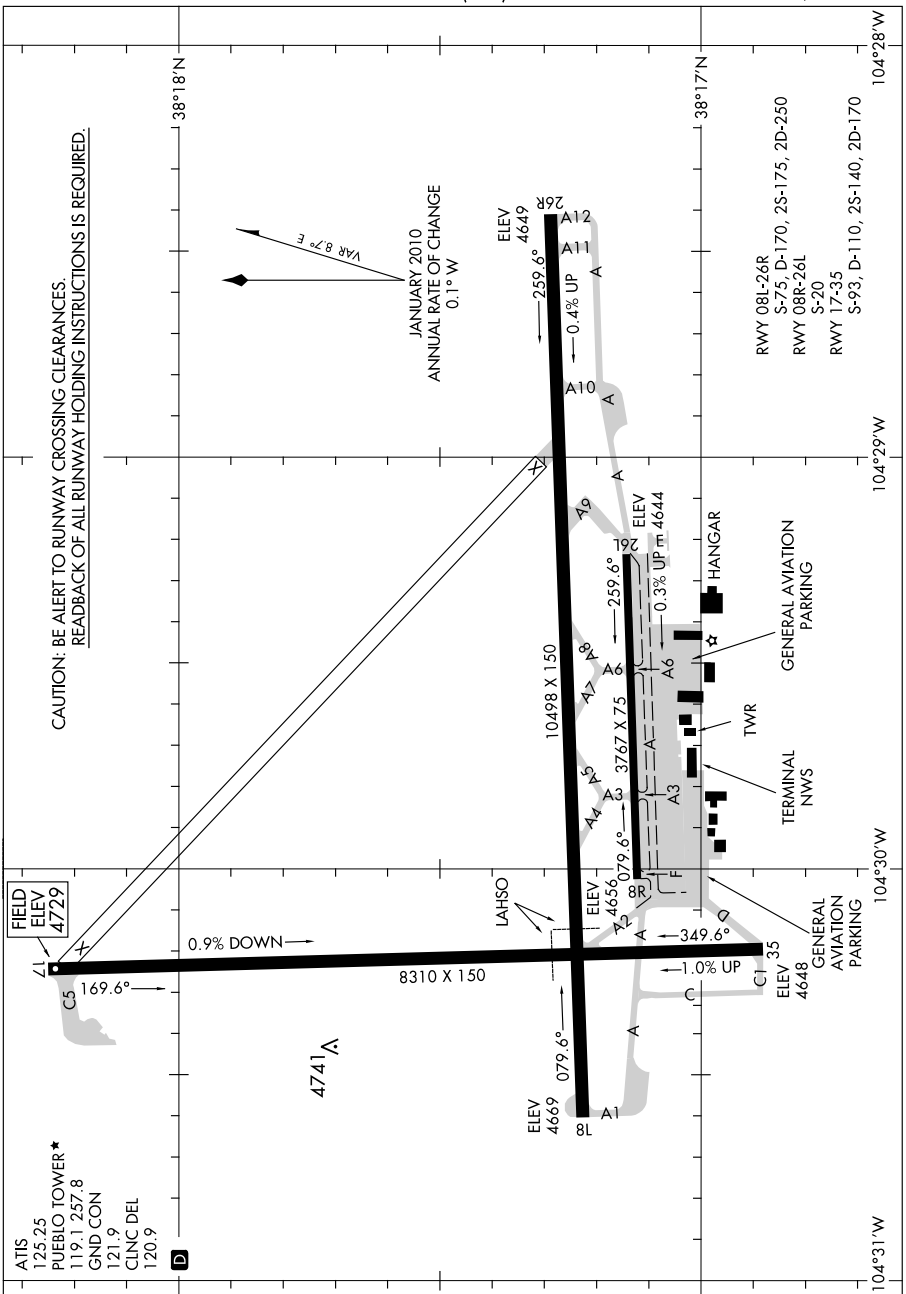 CAUTION: BE ALERT TO RUNWAY CROSSING CLEARANCES.
READBACK OF ALL RUNWAY HOLDING INSTRUCTIONS IS REQUIRED.
ATIS
125.25
PUEBLO TOWER★
119.1 257.8
GND CON
121.9
CLNC DEL
120.9
D
FIELD
ELEV
4729
17
C5
169.6°
X
0.9% DOWN
8310 X 150
4741
38°18'N
VAR 8.7° E
JANUARY 2010
ANNUAL RATE OF CHANGE
0.1° W
LAHSO
ELEV
4669
8L
A1
079.6°
10498 X 150
X
259.6°
0.4% UP
ELEV
4649
26R
A12
A11
A
A10
A
A
A9
A8
A7
A6
A5
A4
A3
A2
A
A
ELEV
4656
8R
079.6°
3767 X 75
259.6°
26L
ELEV
4644
E
0.3% UP
A6
A
A3
F
D
349.6°
1.0% UP
C
C1
35
ELEV
4648
GENERAL
AVIATION
PARKING
TERMINAL
NWS
TWR
GENERAL AVIATION
PARKING
HANGAR
38°17'N
RWY 08L-26R
S-75, D-170, 2S-175, 2D-250
RWY 08R-26L
S-20
RWY 17-35
S-93, D-110, 2S-140, 2D-170
104°31'W
104°30'W
104°29'W
104°28'W